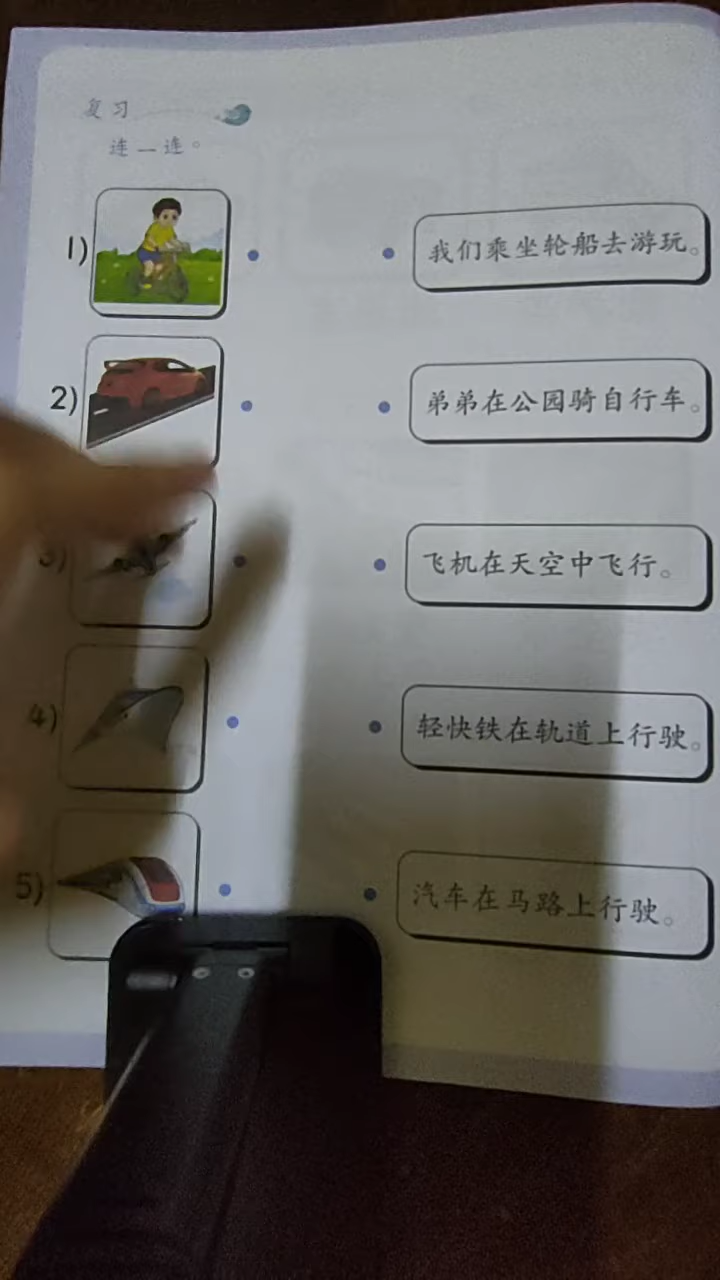 复习
连一连。
1)
我们乘坐轮船去游玩。
2)
弟弟在公园骑自行车。
3)
飞机在天空中飞行。
4)
轻快铁在轨道上行驶。
5)
汽车在马路上行驶。